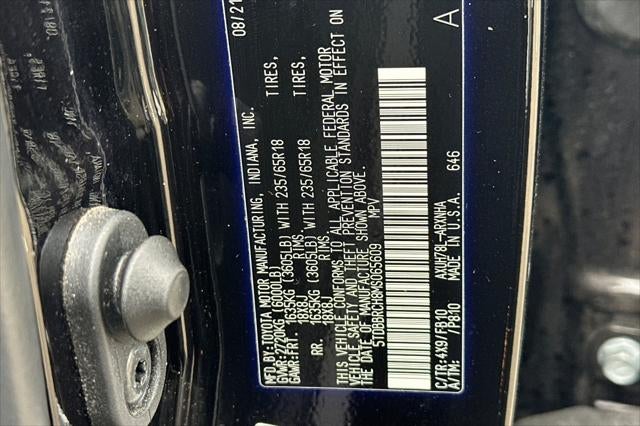 MFD.BY:TOYOTA MOTOR MANUFACTURING, INDIANA, INC. 08/21
GVWR:2720KG (6000LB)
GAWR:FRT. 1635KG (3605LB) WITH 235/65R18 TIRES,
18X8J RIMS,
RR. 1635KG (3605LB) WITH 235/65R18 TIRES,
18X8J RIMS,
THIS VEHICLE CONFORMS TO ALL APPLICABLE FEDERAL MOTOR
VEHICLE SAFETY AND THEFT PREVENTION STANDARDS IN EFFECT ON
THE DATE OF MANUFACTURE SHOWN ABOVE.
MPV
A
646
C/TR:4X9/FB10 AXUH78L-ARXNHA
A/TM: /PB10 MADE IN U.S.A.